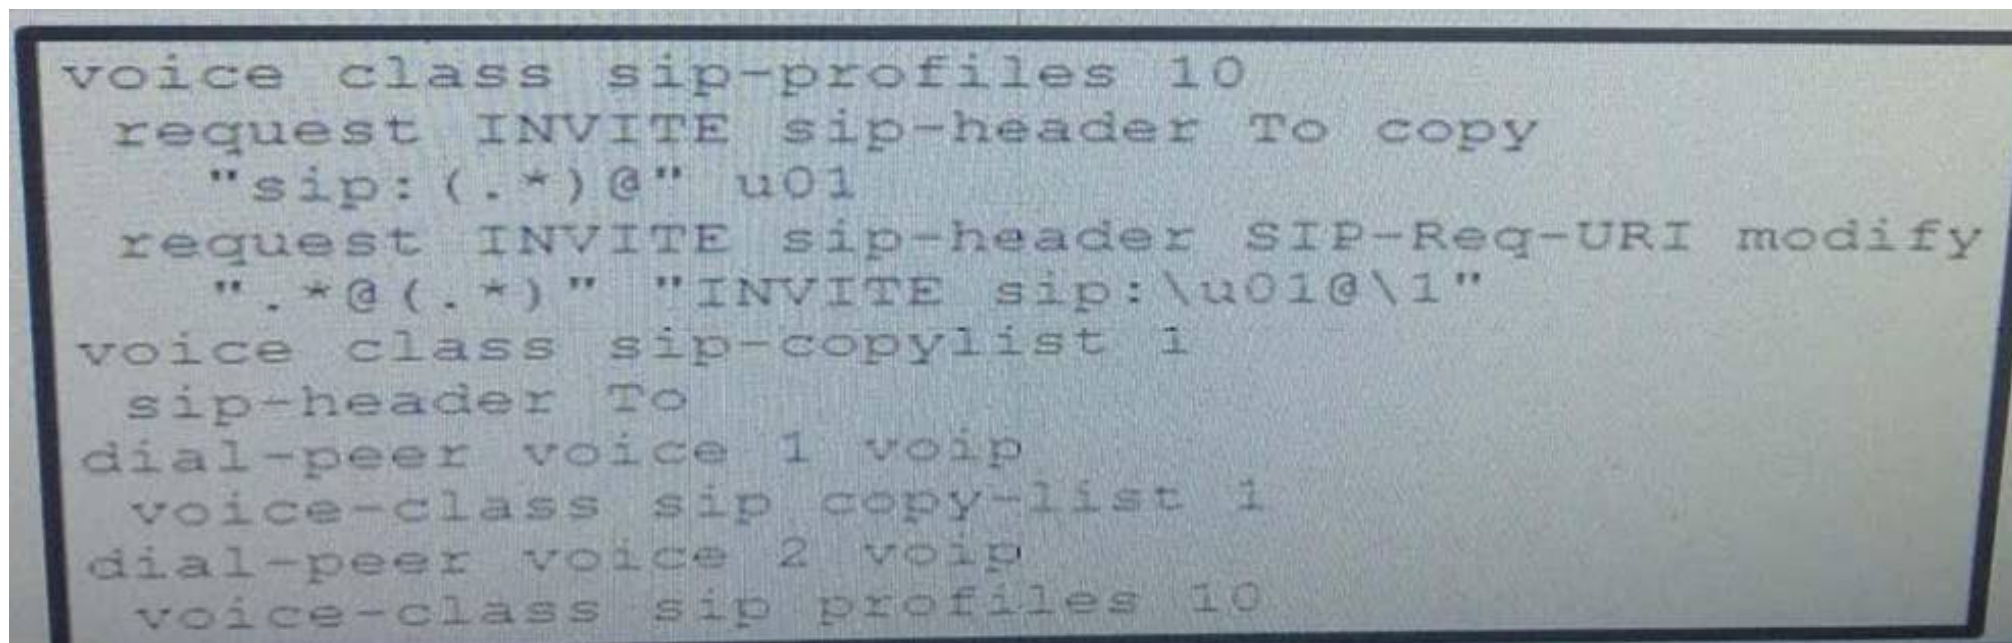 voice class sip-profiles 10
request INVITE sip-header To copy
"sip:(.*)@" u01
request INVITE sip-header SIP-Req-URI modify
".*@(.*)" "INVITE sip:\u01@\1"
voice class sip-copylist 1
sip-header To
dial-peer voice 1 voip
voice-class sip copy-list 1
dial-peer voice 2 voip
voice-class sip profiles 10